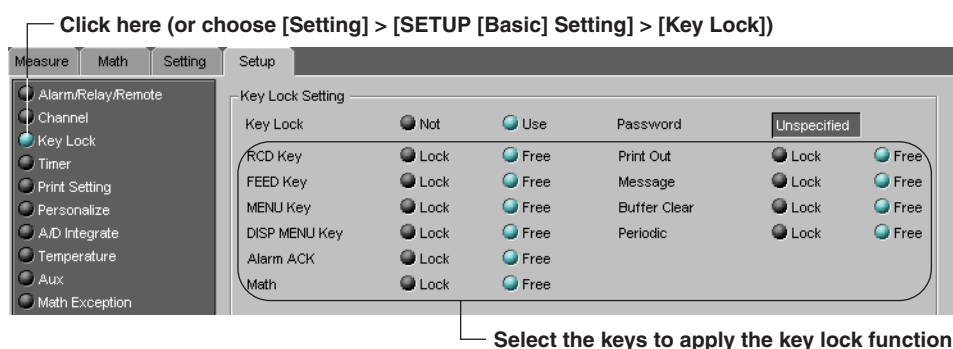 Click here (or choose [Setting] > [SETUP [Basic] Setting] > [Key Lock])
Measure Math Setting Setup
Alarm/Relay/Remote
Channel
Key Lock
Timer
Print Setting
Personalize
A/D Integrate
Temperature
Aux
Math Exception
Key Lock Setting
Key Lock Not Use Password Unspecified
RCD Key Lock Free Print Out Lock Free
FEED Key Lock Free Message Lock Free
MENU Key Lock Free Buffer Clear Lock Free
DISP MENU Key Lock Free Periodic Lock Free
Alarm ACK Lock Free
Math Lock Free
Select the keys to apply the key lock function